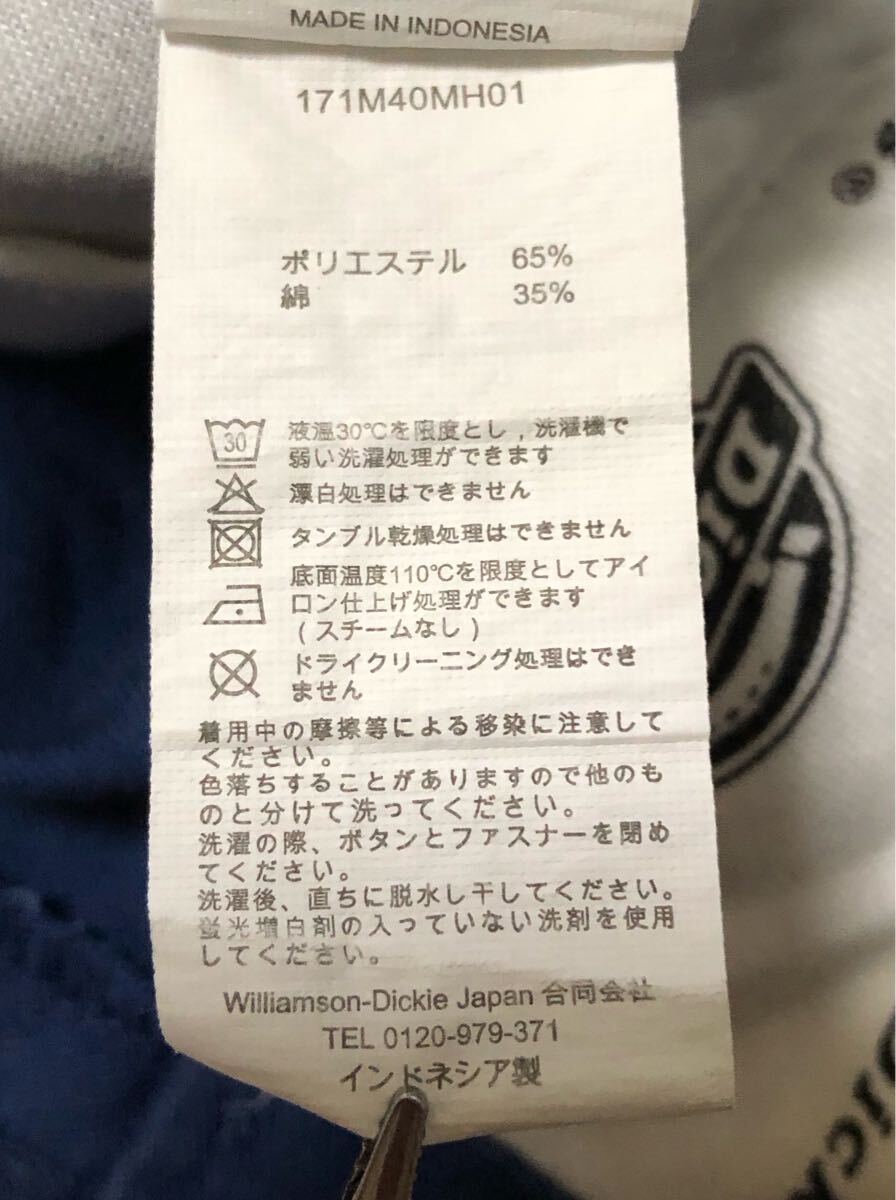 MADE IN INDONESIA
171M40MH01
ポリエステル 65%
綿 35%
30
液温30℃を限度とし，洗濯機で
弱い洗濯処理ができます
漂白処理はできません
タンブル乾燥処理はできません
底面温度110℃を限度としてアイ
ロン仕上げ処理ができます
(スチームなし)
ドライクリーニング処理はでき
ません
着用中の摩擦等による移染に注意して
ください。
色落ちすることがありますので他のも
のと分けて洗ってください。
洗濯の際、ボタンとファスナーを閉め
てください。
洗濯後、直ちに脱水し干してください。
蛍光増白剤の入っていない洗剤を使用
してください。
Williamson-Dickie Japan 合同会社
TEL 0120-979-371
インドネシア製
®
Dic
Dick